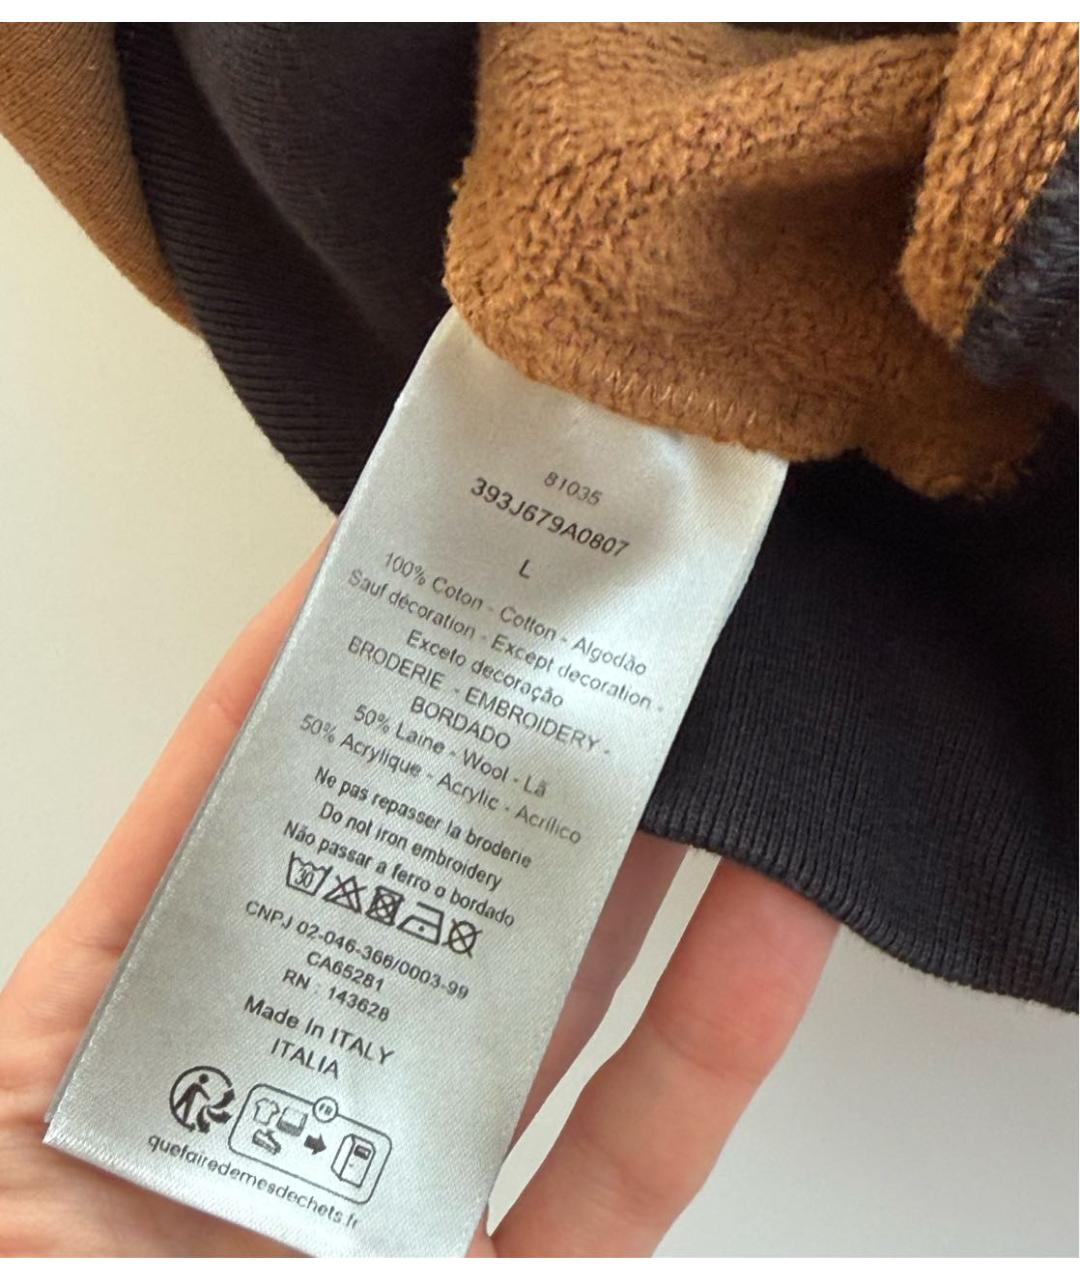 81035
393J679A0807
L
100% Coton - Cotton - Algodão
Sauf décoration - Except decoration -
Exceto decoração
BRODERIE - EMBROIDERY -
BORDADO
50% Laine - Wool - Lã
50% Acrylique - Acrylic - Acrílico
Ne pas repasser la broderie
Do not iron embroidery
Não passar a ferro o bordado
30
CNPJ 02-046-366/0003-99
CA65281
RN : 143628
Made In ITALY
ITALIA
FR
quefairedemesdechets.fr